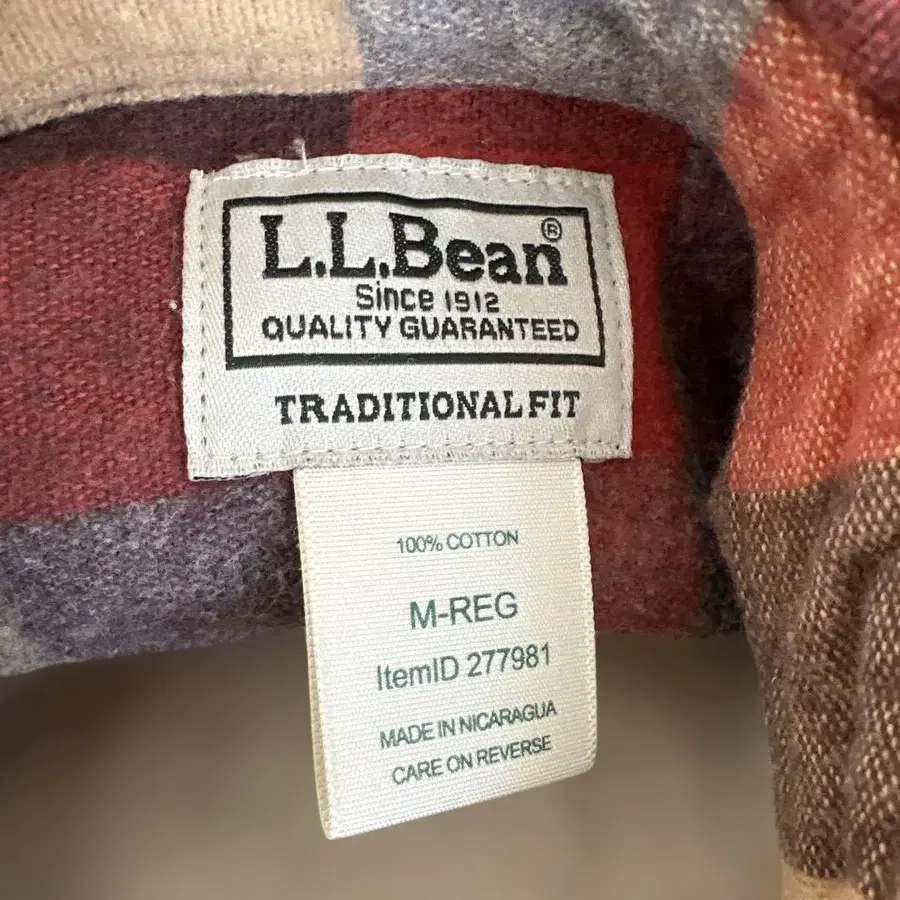 L.L.Bean®
Since 1912
QUALITY GUARANTEED
TRADITIONAL FIT
100% COTTON
M-REG
ItemID 277981
MADE IN NICARAGUA
CARE ON REVERSE